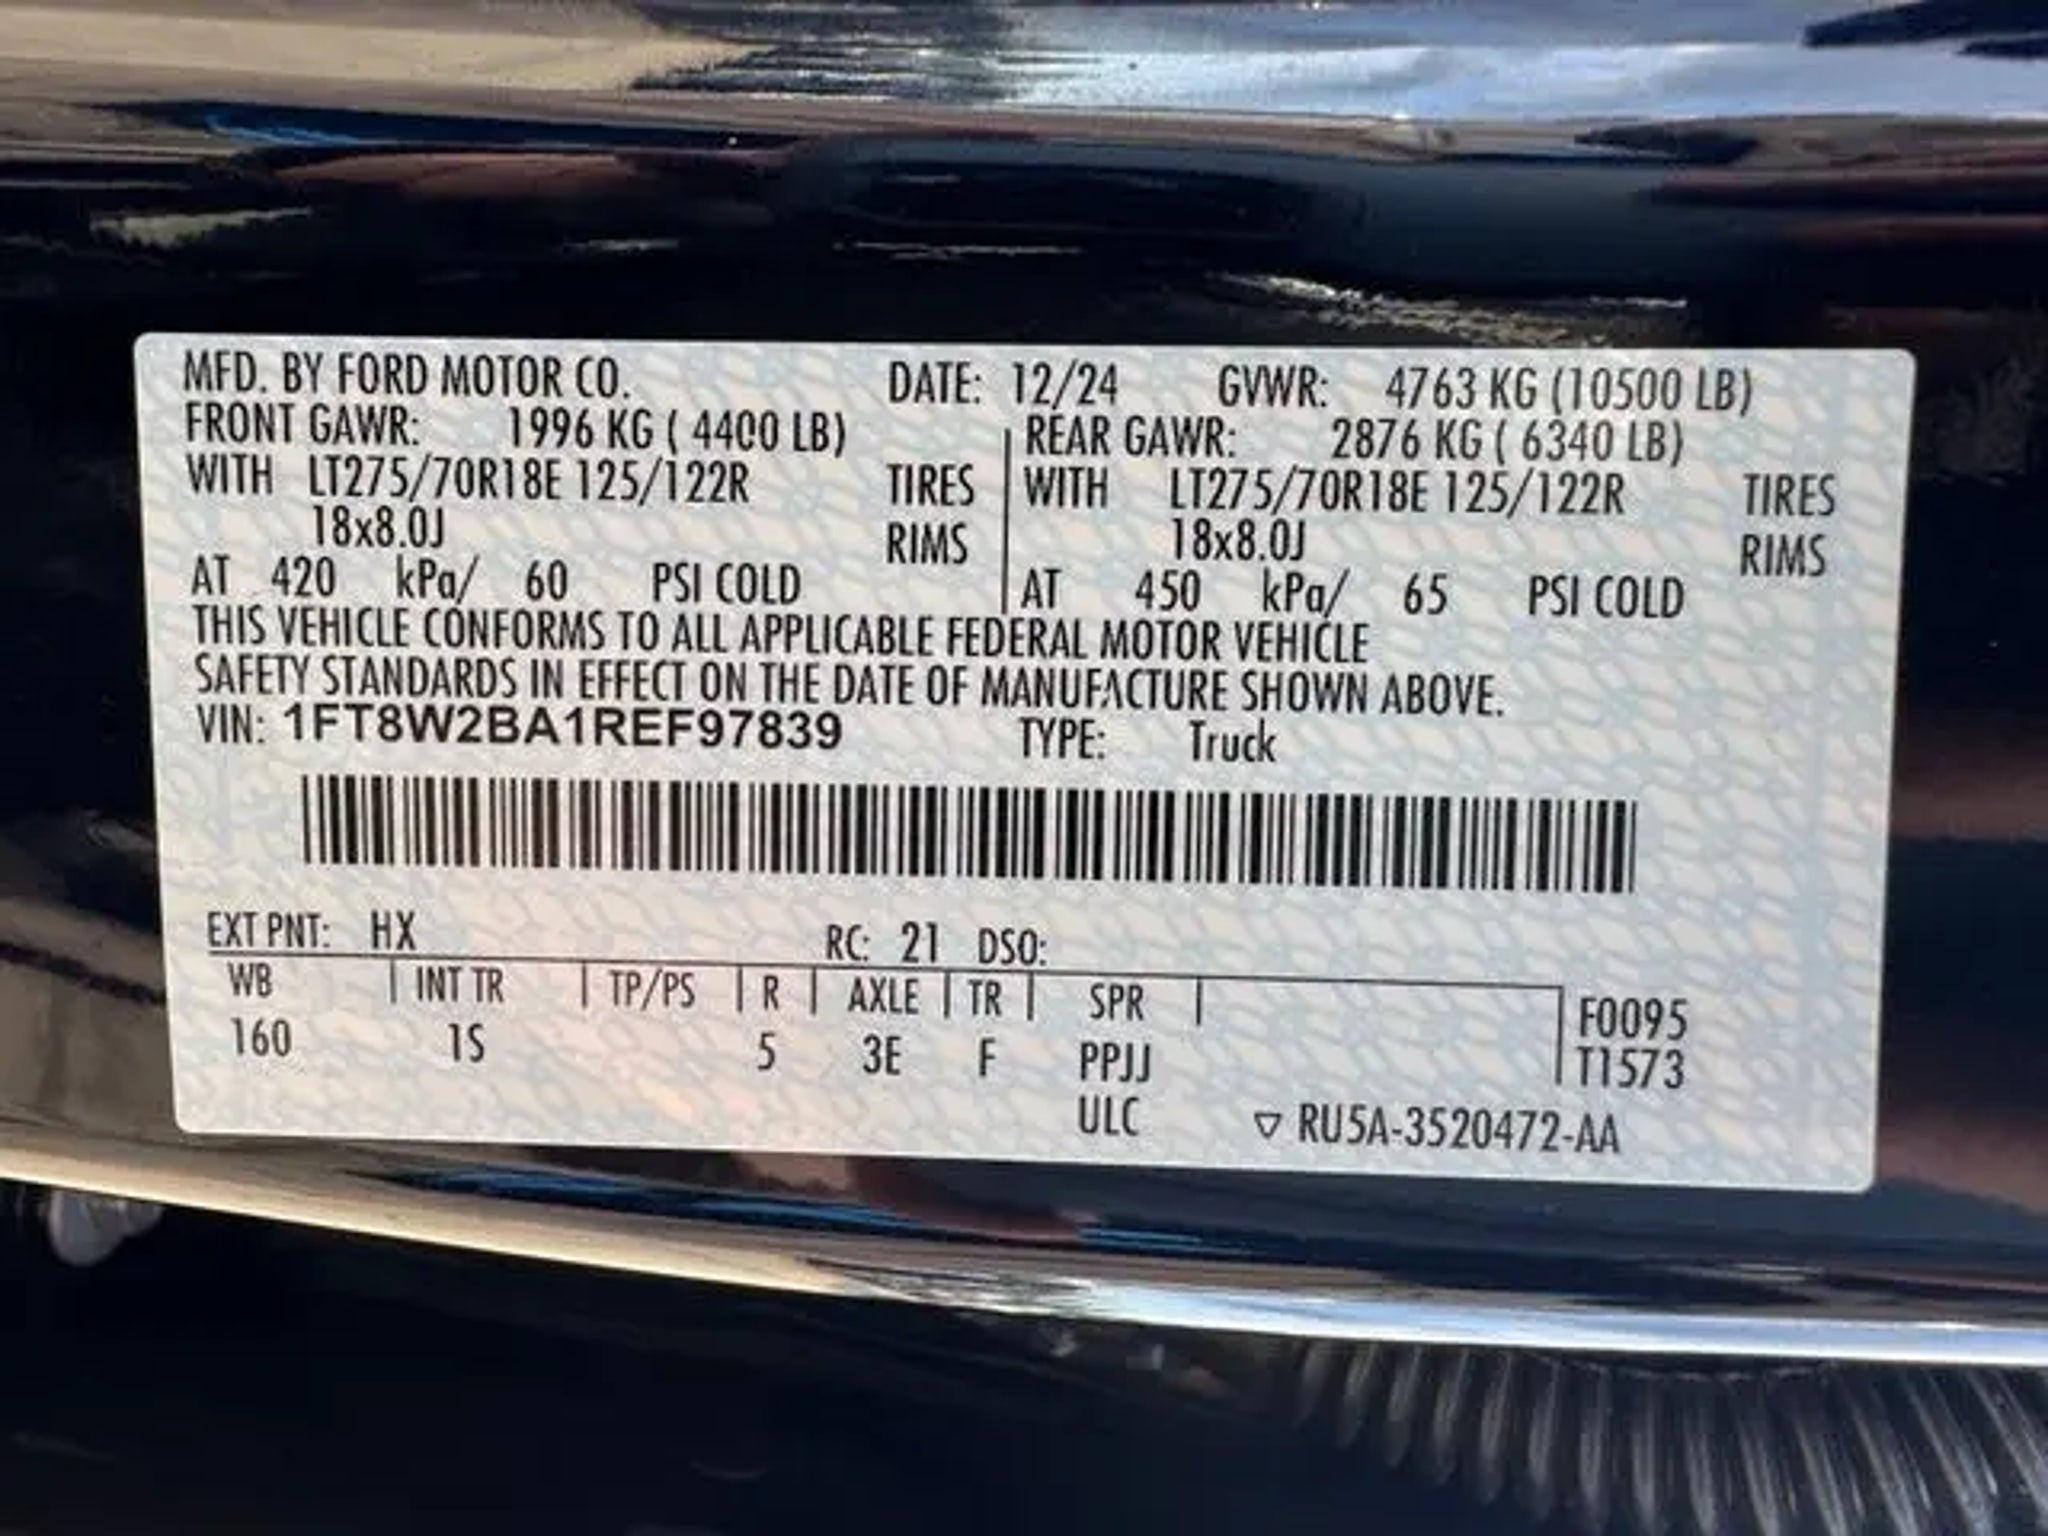 MFD. BY FORD MOTOR CO. DATE: 12/24 GVWR: 4763 KG (10500 LB)
FRONT GAWR: 1996 KG ( 4400 LB) REAR GAWR: 2876 KG ( 6340 LB)
WITH LT275/70R18E 125/122R TIRES WITH LT275/70R18E 125/122R TIRES
18x8.0J RIMS 18x8.0J RIMS
AT 420 kPa/ 60 PSI COLD AT 450 kPa/ 65 PSI COLD
THIS VEHICLE CONFORMS TO ALL APPLICABLE FEDERAL MOTOR VEHICLE
SAFETY STANDARDS IN EFFECT ON THE DATE OF MANUFACTURE SHOWN ABOVE.
VIN: 1FT8W2BA1REF97839 TYPE: Truck
EXT PNT: HX RC: 21 DSO:
WB INT TR TP/PS R AXLE TR SPR F0095
160 1S 5 3E F PPJJ T1573
ULC ▽ RU5A-3520472-AA